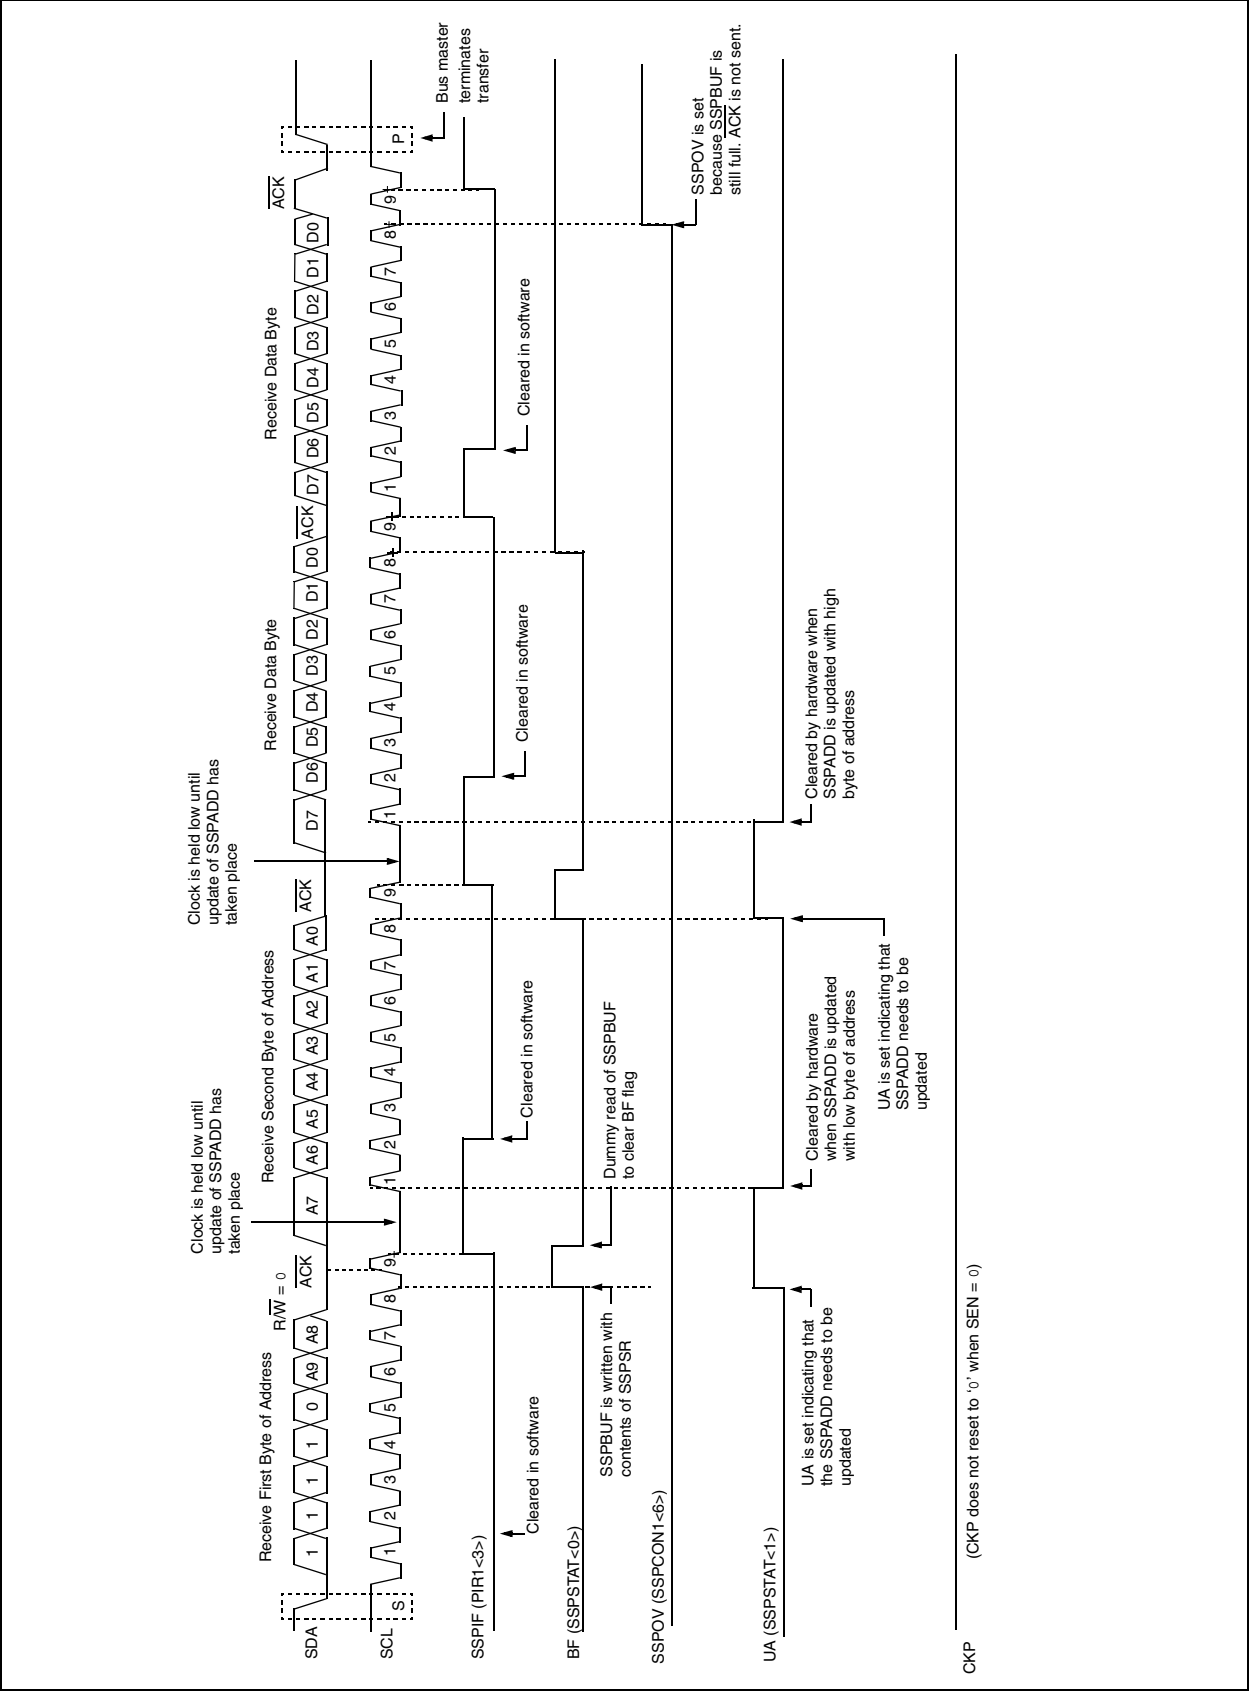 Receive First Byte of Address
R/W = 0
ACK
Clock is held low until
update of SSPADD has
taken place
Receive Second Byte of Address
ACK
Clock is held low until
update of SSPADD has
taken place
Receive Data Byte
ACK
Receive Data Byte
ACK
Bus master
terminates
transfer
SDA
1 1 1 1 0 A9 A8 A7 A6 A5 A4 A3 A2 A1 A0 D7 D6 D5 D4 D3 D2 D1 D0 D7 D6 D5 D4 D3 D2 D1 D0
SCL
S 1 2 3 4 5 6 7 8 9 1 2 3 4 5 6 7 8 9 1 2 3 4 5 6 7 8 9 1 2 3 4 5 6 7 8 9 P
SSPIF (PIR1<3>)
Cleared in software
Cleared in software
Cleared in software
Cleared in software
BF (SSPSTAT<0>)
SSPBUF is written with
contents of SSPSR
Dummy read of SSPBUF
to clear BF flag
SSPOV (SSPCON1<6>)
SSPOV is set
because SSPBUF is
still full. ACK is not sent.
UA (SSPSTAT<1>)
UA is set indicating that
the SSPADD needs to be
updated
Cleared by hardware
when SSPADD is updated
with low byte of address
UA is set indicating that
SSPADD needs to be
updated
Cleared by hardware when
SSPADD is updated with high
byte of address
CKP
(CKP does not reset to ‘0’ when SEN = 0)